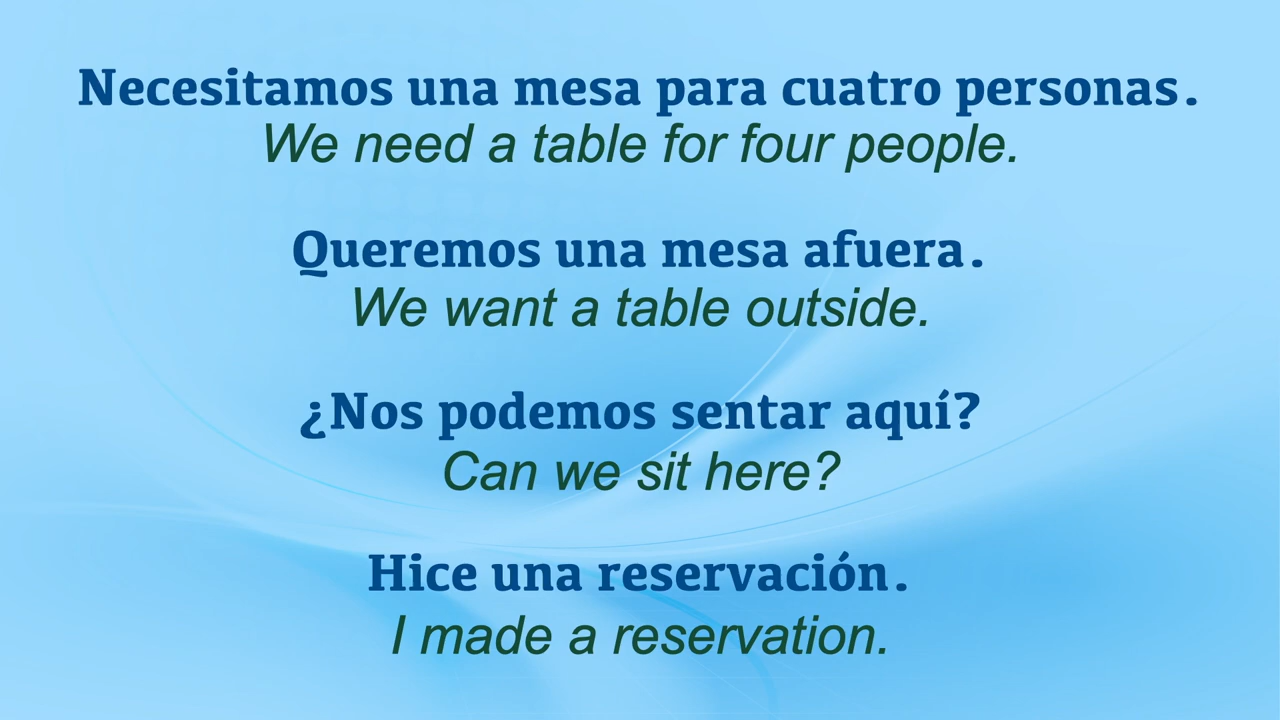 Necesitamos una mesa para cuatro personas.
We need a table for four people.
Queremos una mesa afuera.
We want a table outside.
¿Nos podemos sentar aquí?
Can we sit here?
Hice una reservación.
I made a reservation.